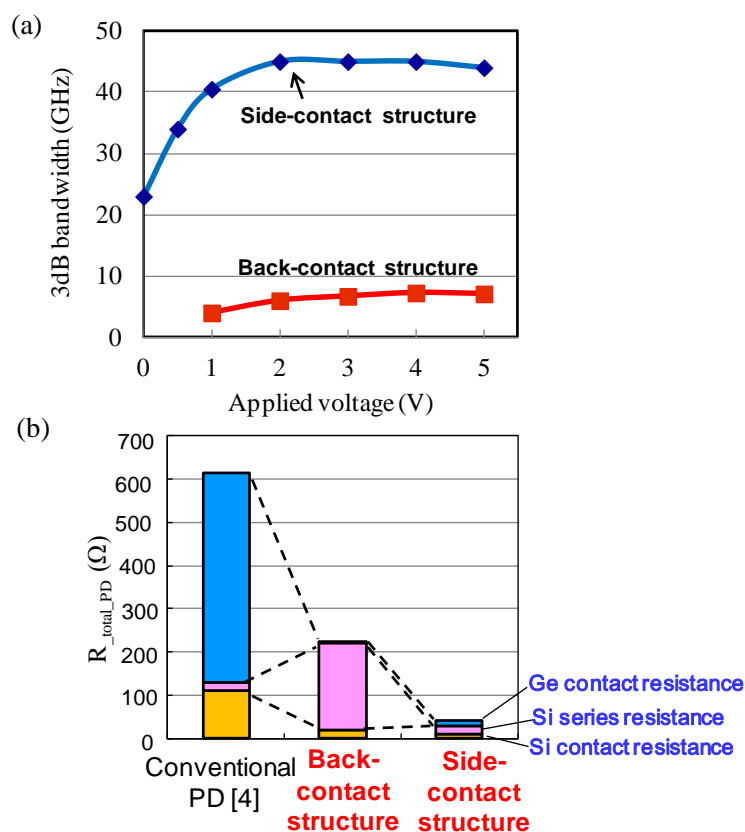 (a)
50
40
30
20
10
0
3dB bandwidth (GHz)
Side-contact structure
Back-contact structure
0 1 2 3 4 5
Applied voltage (V)
(b)
700
600
500
400
300
200
100
0
R_total_PD (Ω)
Ge contact resistance
Si series resistance
Si contact resistance
Conventional
PD [4]
Back-
contact
structure
Side-
contact
structure